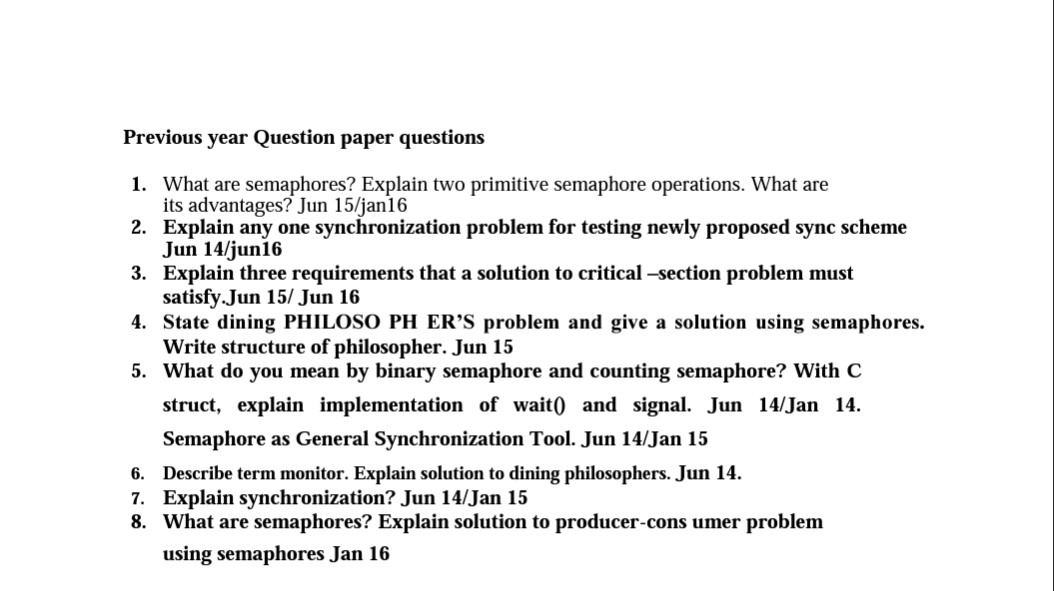 Previous year Question paper questions
1. What are semaphores? Explain two primitive semaphore operations. What are
its advantages? Jun 15/jan16
2. Explain any one synchronization problem for testing newly proposed sync scheme
Jun 14/jun16
3. Explain three requirements that a solution to critical –section problem must
satisfy.Jun 15/ Jun 16
4. State dining PHILOSO PH ER’S problem and give a solution using semaphores.
Write structure of philosopher. Jun 15
5. What do you mean by binary semaphore and counting semaphore? With C
struct, explain implementation of wait() and signal. Jun 14/Jan 14.
Semaphore as General Synchronization Tool. Jun 14/Jan 15
6. Describe term monitor. Explain solution to dining philosophers. Jun 14.
7. Explain synchronization? Jun 14/Jan 15
8. What are semaphores? Explain solution to producer-cons umer problem
using semaphores Jan 16